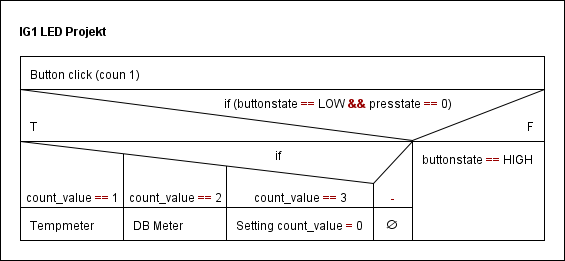 IG1 LED Projekt
Button click (coun 1)
if (buttonstate == LOW && presstate == 0)
T
F
if
buttonstate == HIGH
count_value == 1
count_value == 2
count_value == 3
-
Tempmeter
DB Meter
Setting count_value = 0
∅